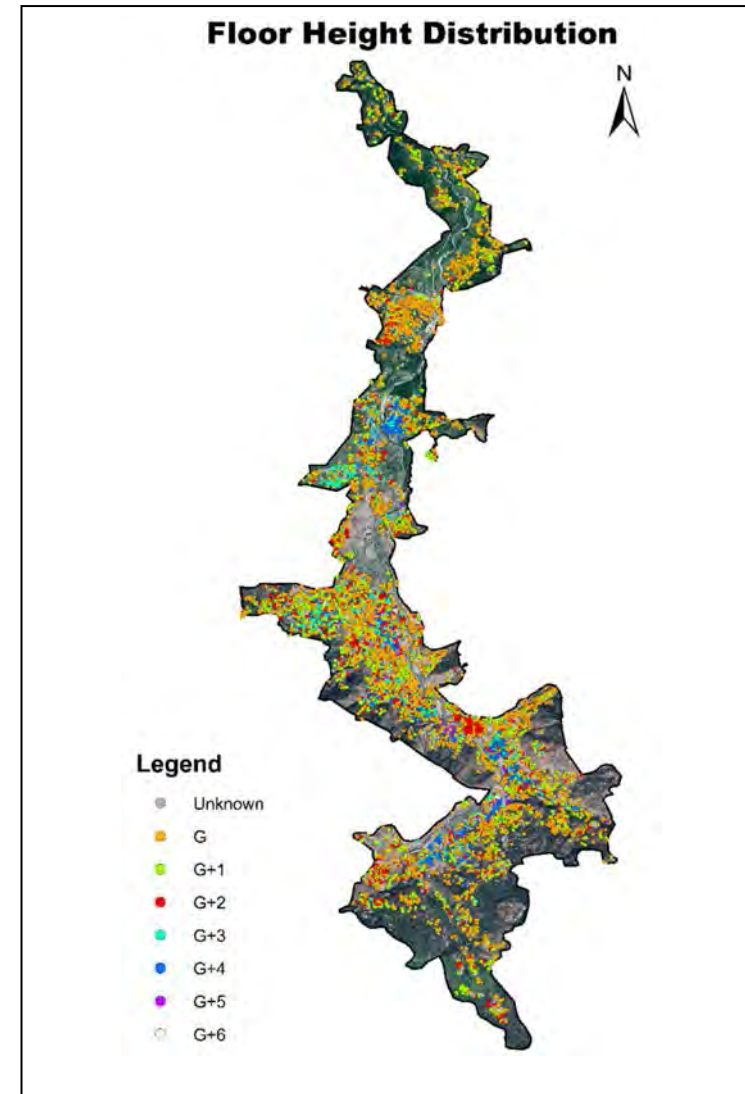 Floor Height Distribution
N
Legend
Unknown
G
G+1
G+2
G+3
G+4
G+5
G+6